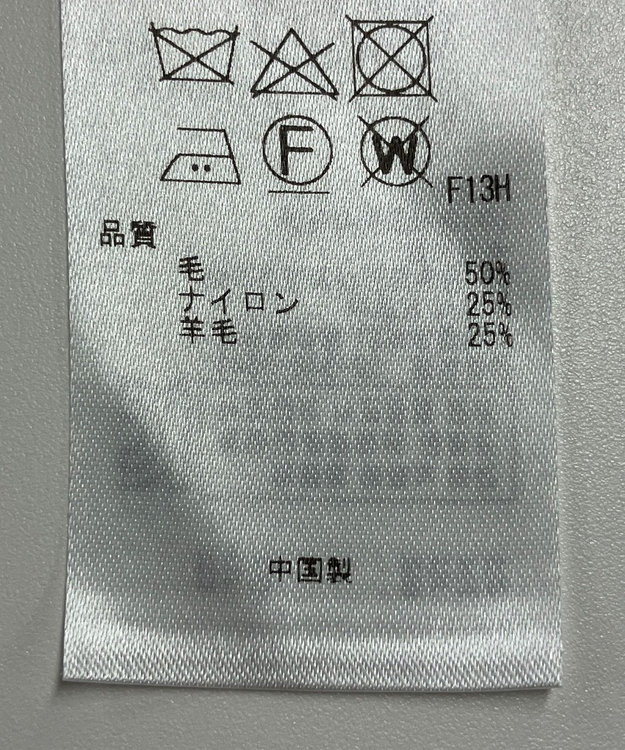 F W
F13H
品質
毛 50%
ナイロン 25%
羊毛 25%
中国製